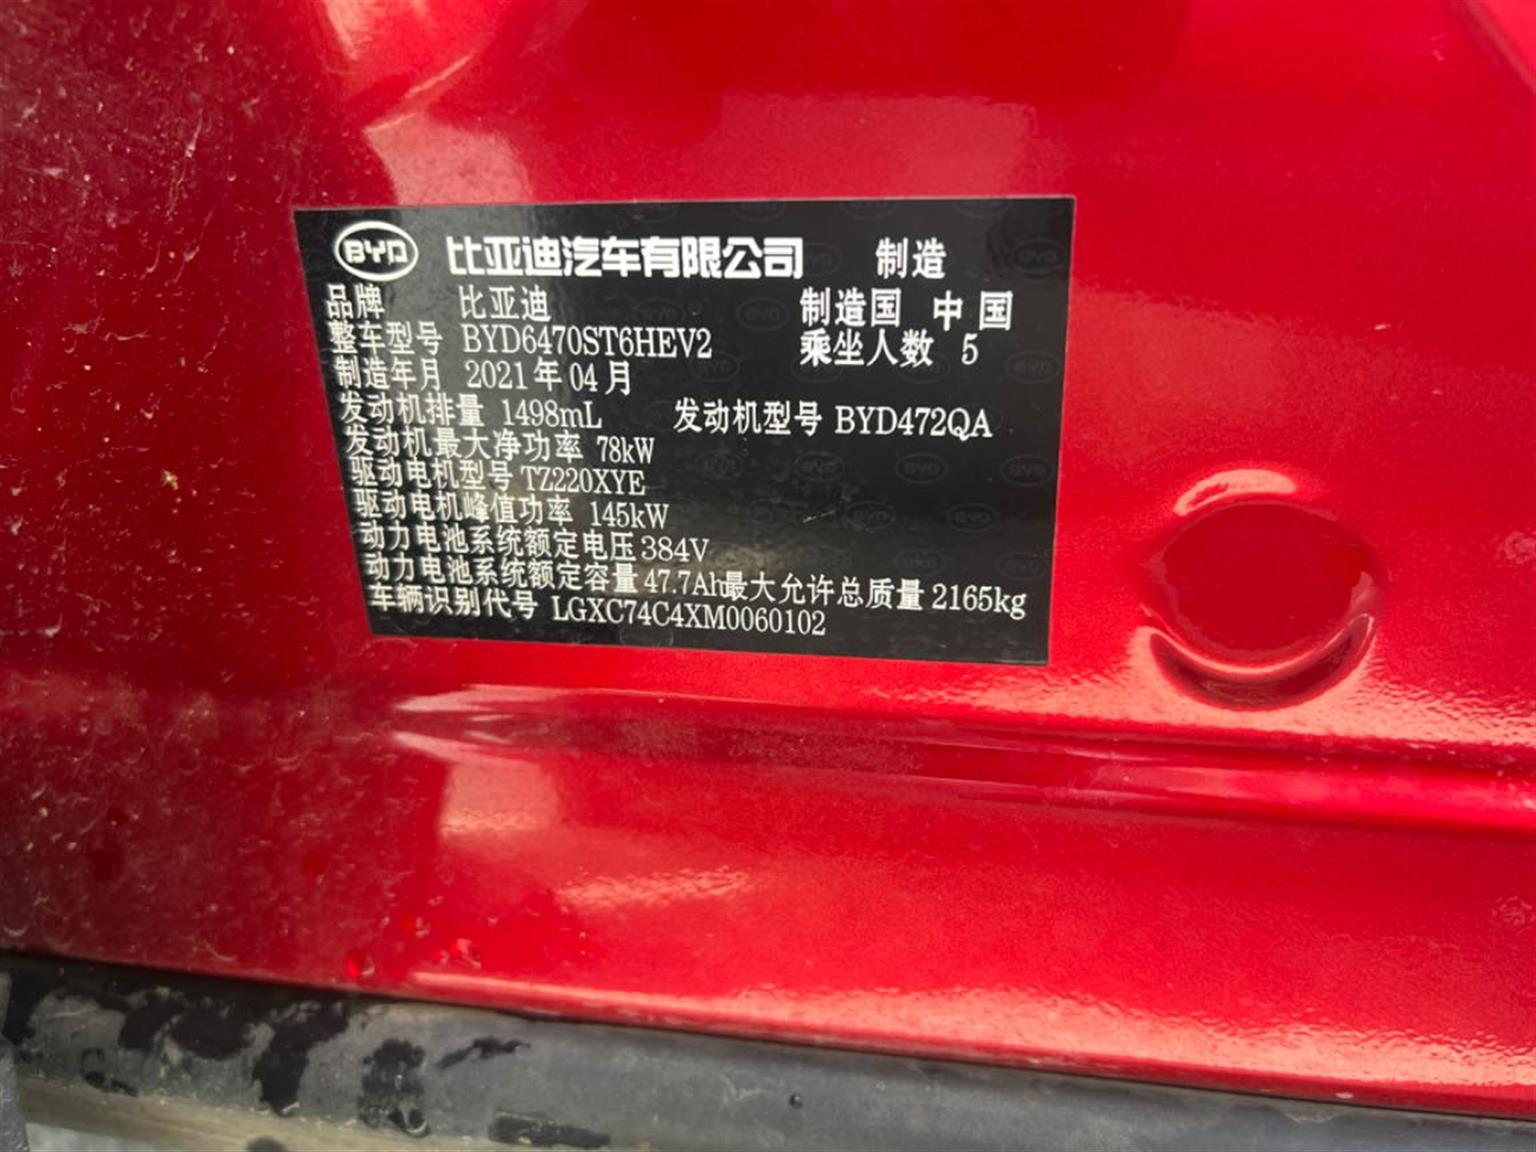 BYD 比亚迪汽车有限公司 制造
品牌 比亚迪 制造国 中国
整车型号 BYD6470ST6HEV2 乘坐人数 5
制造年月 2021年04月
发动机排量 1498mL 发动机型号 BYD472QA
发动机最大净功率 78kW
驱动电机型号 TZ220XYE
驱动电机峰值功率 145kW
动力电池系统额定电压 384V
动力电池系统额定容量 47.7Ah 最大允许总质量 2165kg
车辆识别代号 LGXC74C4XM0060102